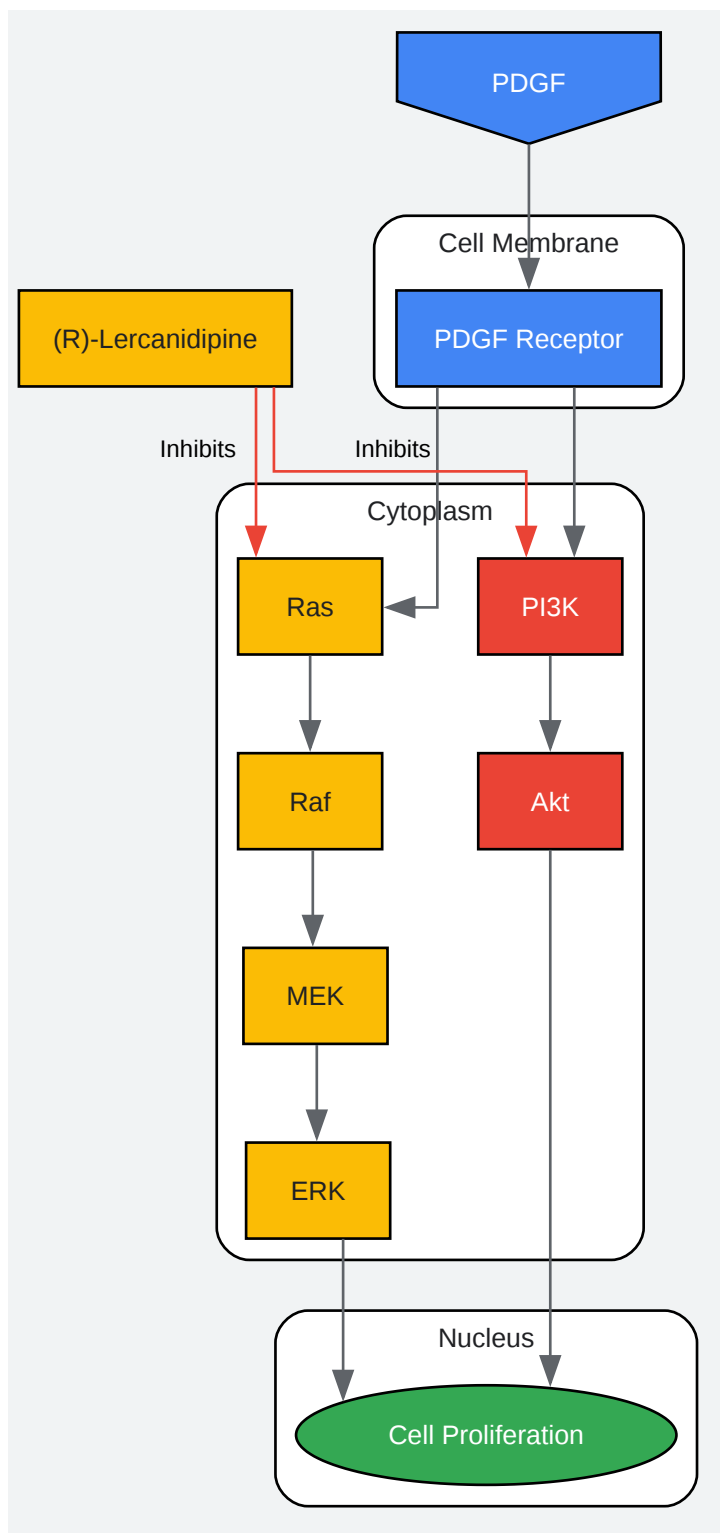 PDGF
Cell Membrane
(R)-Lercanidipine
PDGF Receptor
Inhibits
Inhibits
Cytoplasm
Ras
PI3K
Raf
Akt
MEK
ERK
Nucleus
Cell Proliferation